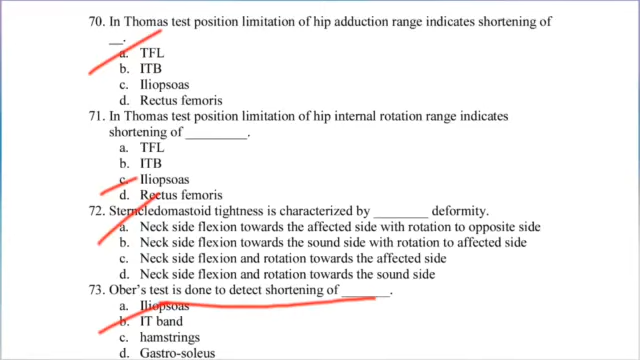 70. In Thomas test position limitation of hip adduction range indicates shortening of
__.
a. TFL
b. ITB
c. Iliopsoas
d. Rectus femoris
71. In Thomas test position limitation of hip internal rotation range indicates
shortening of _________.
a. TFL
b. ITB
c. Iliopsoas
d. Rectus femoris
72. Sterncledomastoid tightness is characterized by ________ deformity.
a. Neck side flexion towards the affected side with rotation to opposite side
b. Neck side flexion towards the sound side with rotation to affected side
c. Neck side flexion and rotation towards the affected side
d. Neck side flexion and rotation towards the sound side
73. Ober’s test is done to detect shortening of _______.
a. Iliopsoas
b. IT band
c. hamstrings
d. Gastro-soleus